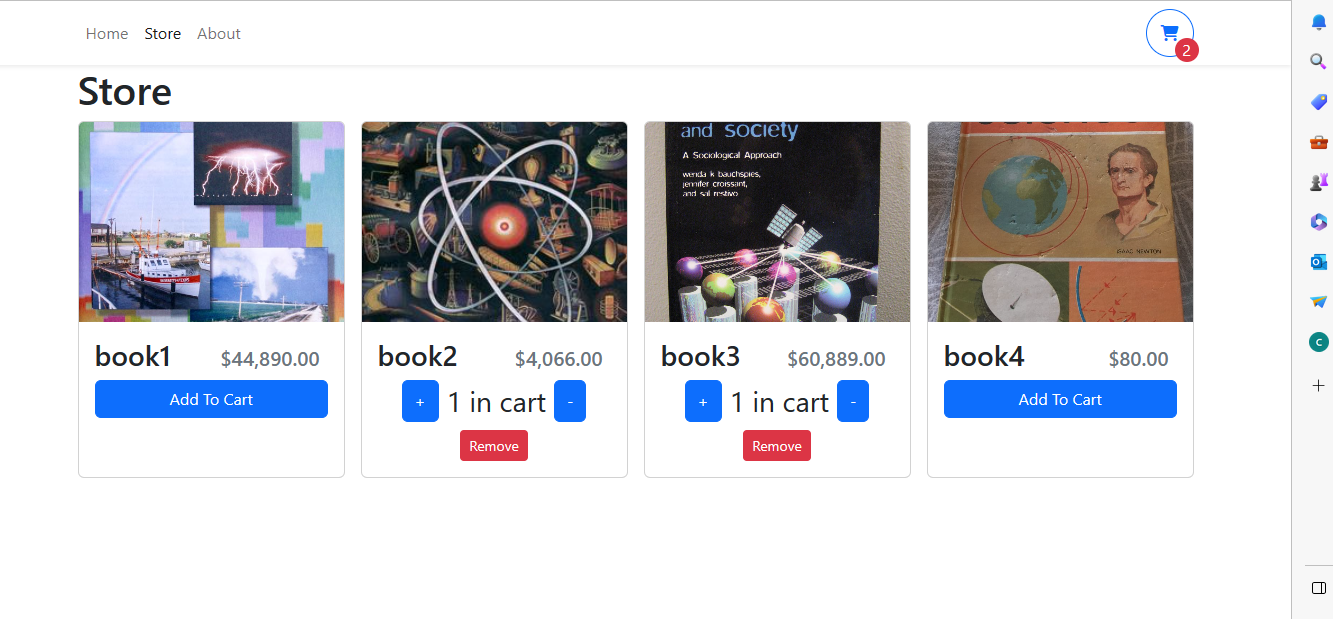 Home Store About
2
Store
and society
A Sociological Approach
wenda k bauchspies,
jennifer croissant,
and sal restivo
ISAAC NEWTON
book1 $44,890.00
Add To Cart
book2 $4,066.00
+ 1 in cart -
Remove
book3 $60,889.00
+ 1 in cart -
Remove
book4 $80.00
Add To Cart
C